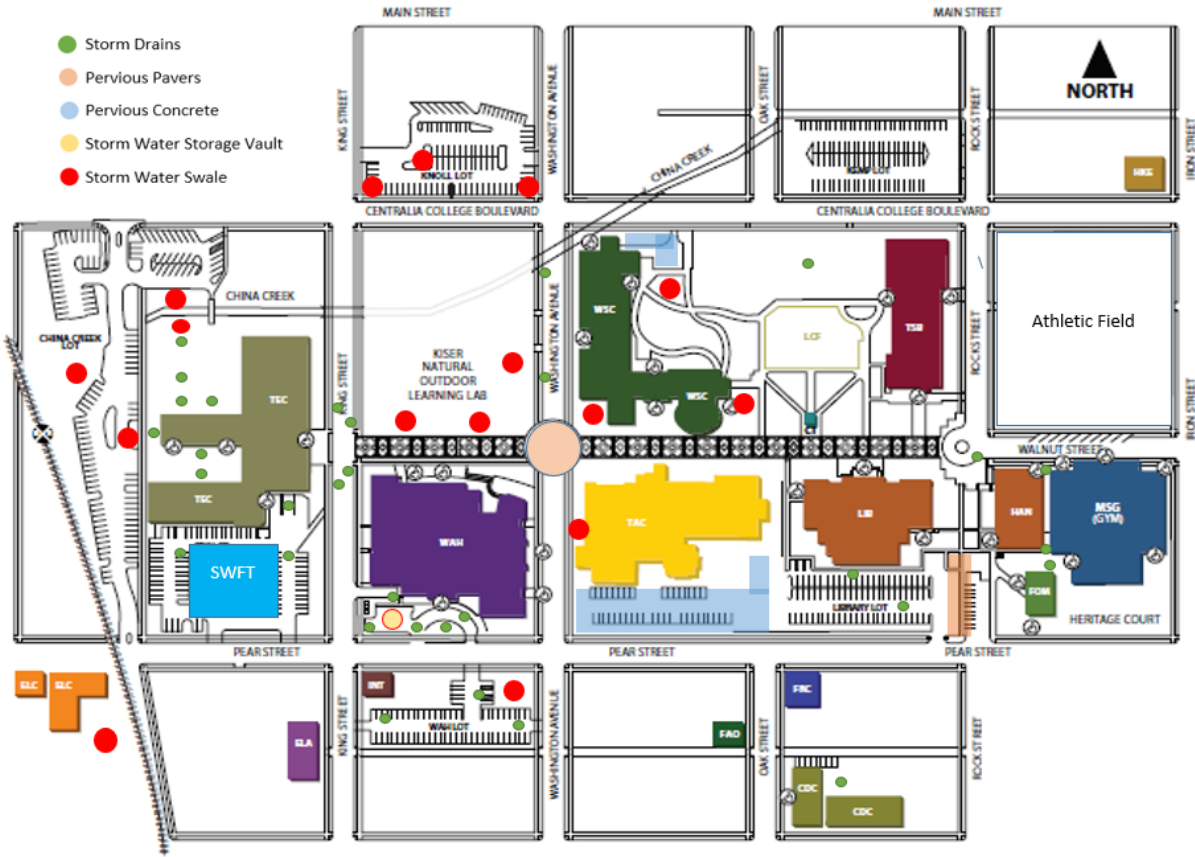 MAIN STREET
MAIN STREET
Storm Drains
Pervious Pavers
Pervious Concrete
Storm Water Storage Vault
Storm Water Swale
KING STREET
WASHINGTON AVENUE
OAK STREET
ROCK STREET
IRON STREET
NORTH
KNOLL LOT
CHINA CREEK
KEMP LOT
HKE
CENTRALIA COLLEGE BOULEVARD
CENTRALIA COLLEGE BOULEVARD
CHINA CREEK
CHINA CREEK
LOT
KISER
NATURAL
OUTDOOR
LEARNING LAB
WASHINGTON AVENUE
WSC
WSC
LCF
TSB
ROCK STREET
Athletic Field
IRON STREET
KING STREET
TEC
TEC
WALNUT STREET
WAH
TAC
LIB
HAN
MSG
(GYM)
SWFT
FOM
LIBRARY LOT
HERITAGE COURT
PEAR STREET
PEAR STREET
PEAR STREET
ELC
ELC
INT
WAH LOT
KING STREET
ELA
WASHINGTON AVENUE
FAO
OAK STREET
FRC
ROCK STREET
CDC
CDC